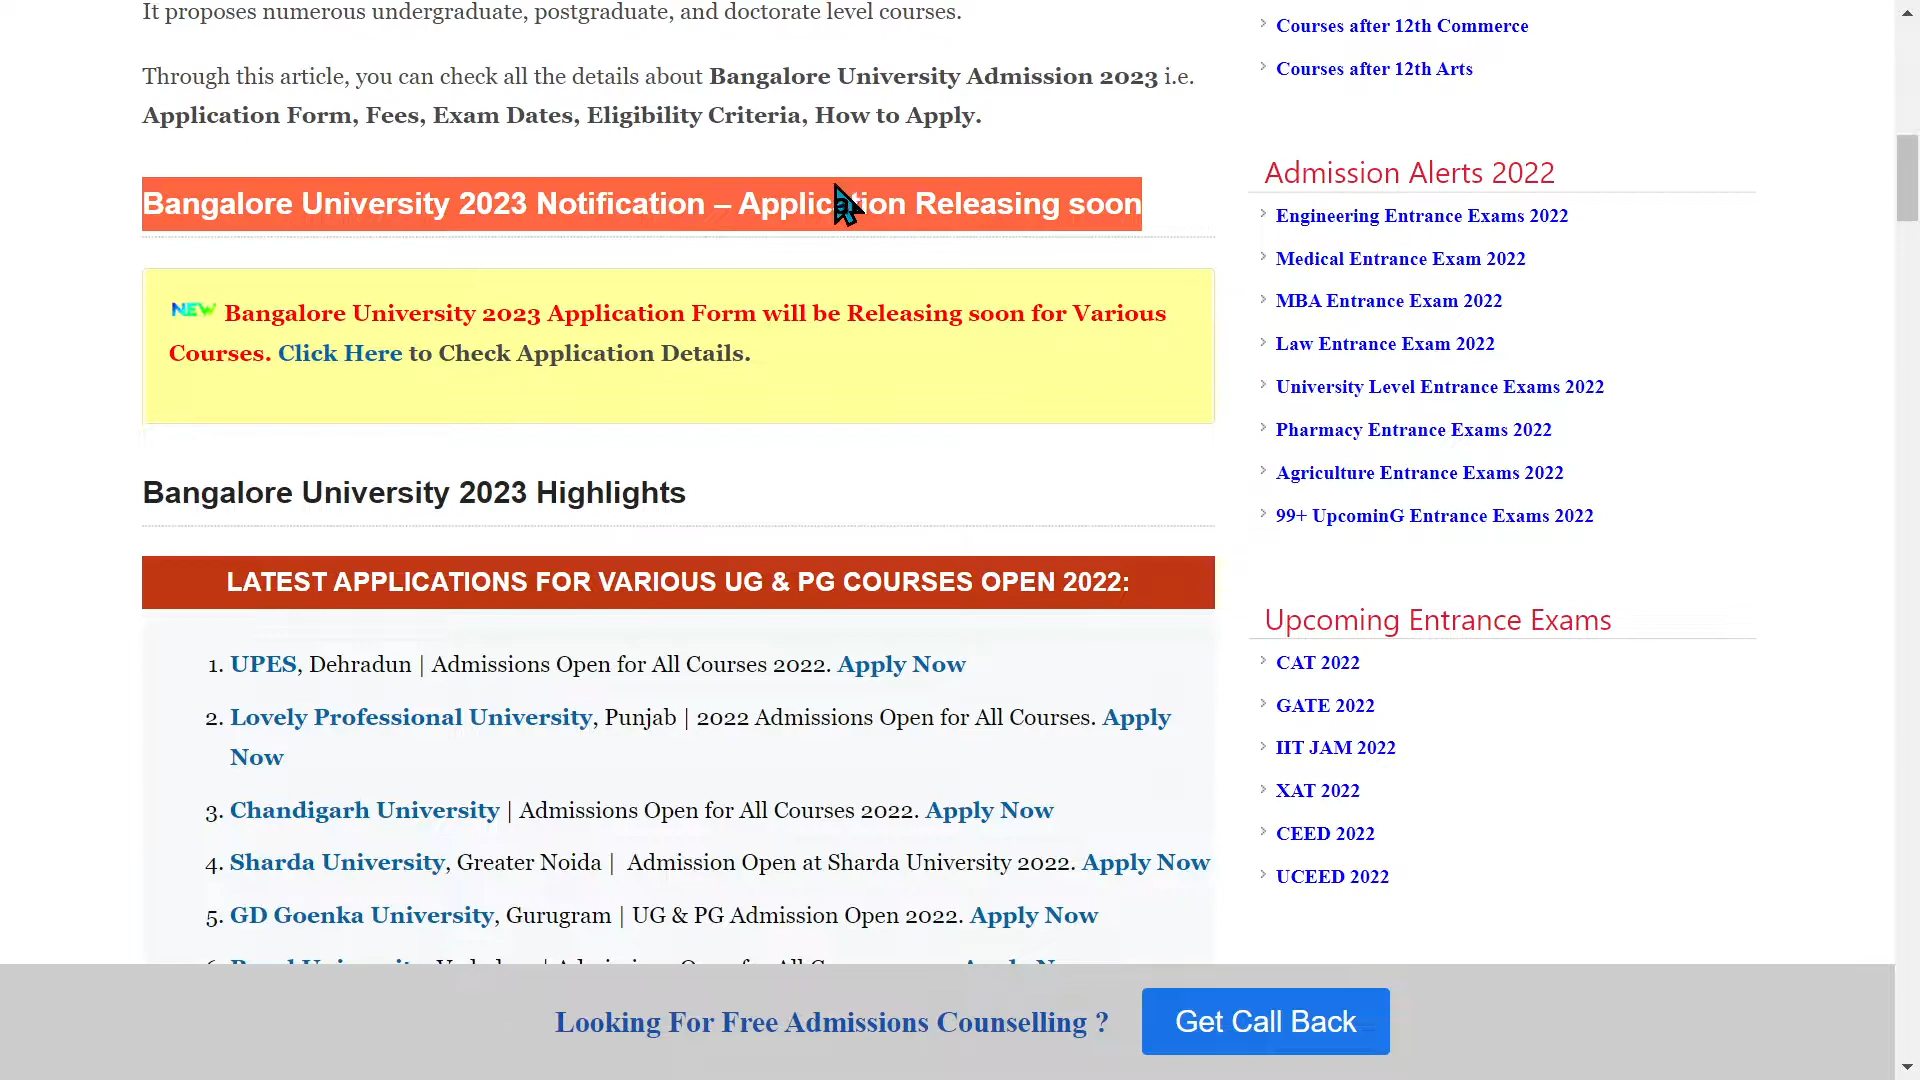 It proposes numerous undergraduate, postgraduate, and doctorate level courses.
Through this article, you can check all the details about Bangalore University Admission 2023 i.e.
Application Form, Fees, Exam Dates, Eligibility Criteria, How to Apply.
Bangalore University 2023 Notification – Application Releasing soon
NEW Bangalore University 2023 Application Form will be Releasing soon for Various
Courses. Click Here to Check Application Details.
Bangalore University 2023 Highlights
LATEST APPLICATIONS FOR VARIOUS UG & PG COURSES OPEN 2022:
1. UPES, Dehradun | Admissions Open for All Courses 2022. Apply Now
2. Lovely Professional University, Punjab | 2022 Admissions Open for All Courses. Apply
Now
3. Chandigarh University | Admissions Open for All Courses 2022. Apply Now
4. Sharda University, Greater Noida | Admission Open at Sharda University 2022. Apply Now
5. GD Goenka University, Gurugram | UG & PG Admission Open 2022. Apply Now
Courses after 12th Commerce
Courses after 12th Arts
Admission Alerts 2022
Engineering Entrance Exams 2022
Medical Entrance Exam 2022
MBA Entrance Exam 2022
Law Entrance Exam 2022
University Level Entrance Exams 2022
Pharmacy Entrance Exams 2022
Agriculture Entrance Exams 2022
99+ UpcominG Entrance Exams 2022
Upcoming Entrance Exams
CAT 2022
GATE 2022
IIT JAM 2022
XAT 2022
CEED 2022
UCEED 2022
Looking For Free Admissions Counselling ?
Get Call Back